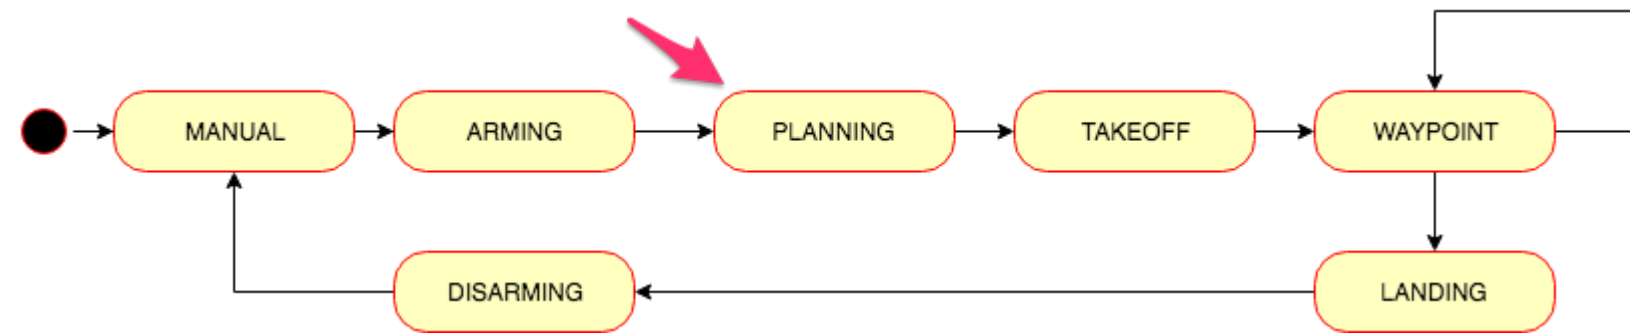 MANUAL
ARMING
PLANNING
TAKEOFF
WAYPOINT
DISARMING
LANDING